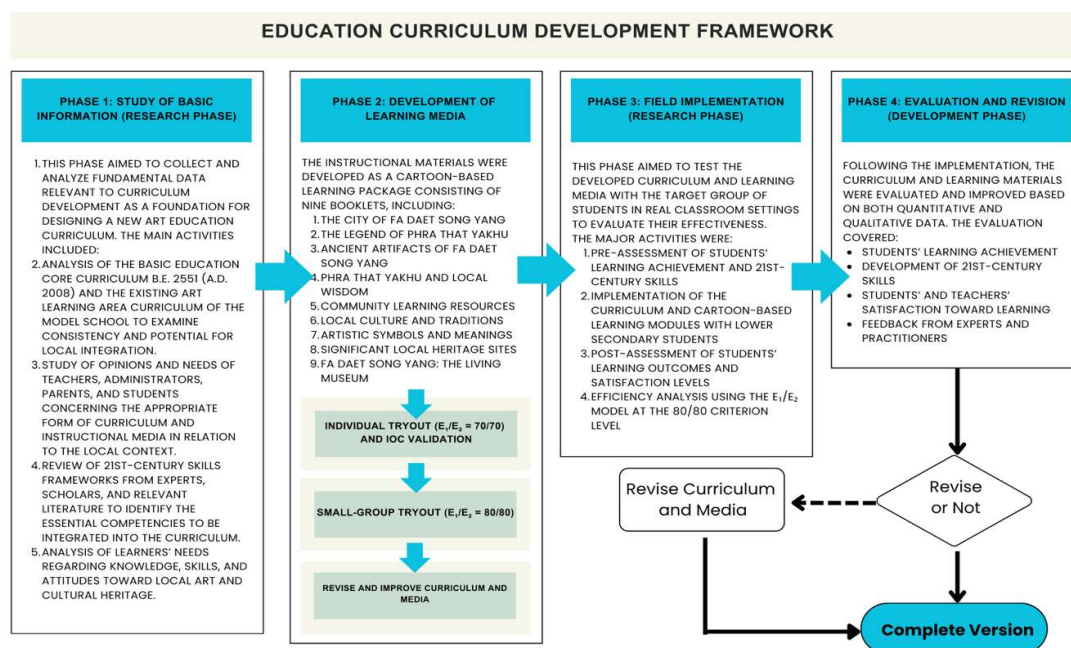 EDUCATION CURRICULUM DEVELOPMENT FRAMEWORK
PHASE 1: STUDY OF BASIC
INFORMATION (RESEARCH PHASE)
1. THIS PHASE AIMED TO COLLECT AND
ANALYZE FUNDAMENTAL DATA
RELEVANT TO CURRICULUM
DEVELOPMENT AS A FOUNDATION FOR
DESIGNING A NEW ART EDUCATION
CURRICULUM. THE MAIN ACTIVITIES
INCLUDED:
2. ANALYSIS OF THE BASIC EDUCATION
CORE CURRICULUM B.E. 2551 (A.D.
2008) AND THE EXISTING ART
LEARNING AREA CURRICULUM OF THE
MODEL SCHOOL TO EXAMINE
CONSISTENCY AND POTENTIAL FOR
LOCAL INTEGRATION.
3. STUDY OF OPINIONS AND NEEDS OF
TEACHERS, ADMINISTRATORS,
PARENTS, AND STUDENTS
CONCERNING THE APPROPRIATE
FORM OF CURRICULUM AND
INSTRUCTIONAL MEDIA IN RELATION
TO THE LOCAL CONTEXT.
4. REVIEW OF 21ST-CENTURY SKILLS
FRAMEWORKS FROM EXPERTS,
SCHOLARS, AND RELEVANT
LITERATURE TO IDENTIFY THE
ESSENTIAL COMPETENCIES TO BE
INTEGRATED INTO THE CURRICULUM.
5. ANALYSIS OF LEARNERS' NEEDS
REGARDING KNOWLEDGE, SKILLS, AND
ATTITUDES TOWARD LOCAL ART AND
CULTURAL HERITAGE.
PHASE 2: DEVELOPMENT OF
LEARNING MEDIA
THE INSTRUCTIONAL MATERIALS WERE
DEVELOPED AS A CARTOON-BASED
LEARNING PACKAGE CONSISTING OF
NINE BOOKLETS, INCLUDING:
1. THE CITY OF FA DAET SONG YANG
2. THE LEGEND OF PHRA THAT YAKHU
3. ANCIENT ARTIFACTS OF FA DAET
SONG YANG
4. PHRA THAT YAKHU AND LOCAL
WISDOM
5. COMMUNITY LEARNING RESOURCES
6. LOCAL CULTURE AND TRADITIONS
7. ARTISTIC SYMBOLS AND MEANINGS
8. SIGNIFICANT LOCAL HERITAGE SITES
9. FA DAET SONG YANG: THE LIVING
MUSEUM
INDIVIDUAL TRYOUT (E₁/E₂ = 70/70)
AND IOC VALIDATION
SMALL-GROUP TRYOUT (E₁/E₂ = 80/80)
REVISE AND IMPROVE CURRICULUM AND
MEDIA
PHASE 3: FIELD IMPLEMENTATION
(RESEARCH PHASE)
THIS PHASE AIMED TO TEST THE
DEVELOPED CURRICULUM AND LEARNING
MEDIA WITH THE TARGET GROUP OF
STUDENTS IN REAL CLASSROOM SETTINGS
TO EVALUATE THEIR EFFECTIVENESS.
THE MAJOR ACTIVITIES WERE:
1. PRE-ASSESSMENT OF STUDENTS'
LEARNING ACHIEVEMENT AND 21ST-
CENTURY SKILLS
2. IMPLEMENTATION OF THE
CURRICULUM AND CARTOON-BASED
LEARNING MODULES WITH LOWER
SECONDARY STUDENTS
3. POST-ASSESSMENT OF STUDENTS'
LEARNING OUTCOMES AND
SATISFACTION LEVELS
4. EFFICIENCY ANALYSIS USING THE E₁/E₂
MODEL AT THE 80/80 CRITERION
LEVEL
PHASE 4: EVALUATION AND REVISION
(DEVELOPMENT PHASE)
FOLLOWING THE IMPLEMENTATION, THE
CURRICULUM AND LEARNING MATERIALS
WERE EVALUATED AND IMPROVED BASED
ON BOTH QUANTITATIVE AND
QUALITATIVE DATA. THE EVALUATION
COVERED:
• STUDENTS' LEARNING ACHIEVEMENT
• DEVELOPMENT OF 21ST-CENTURY
SKILLS
• STUDENTS' AND TEACHERS'
SATISFACTION TOWARD LEARNING
• FEEDBACK FROM EXPERTS AND
PRACTITIONERS
Revise
or Not
Revise Curriculum
and Media
Complete Version